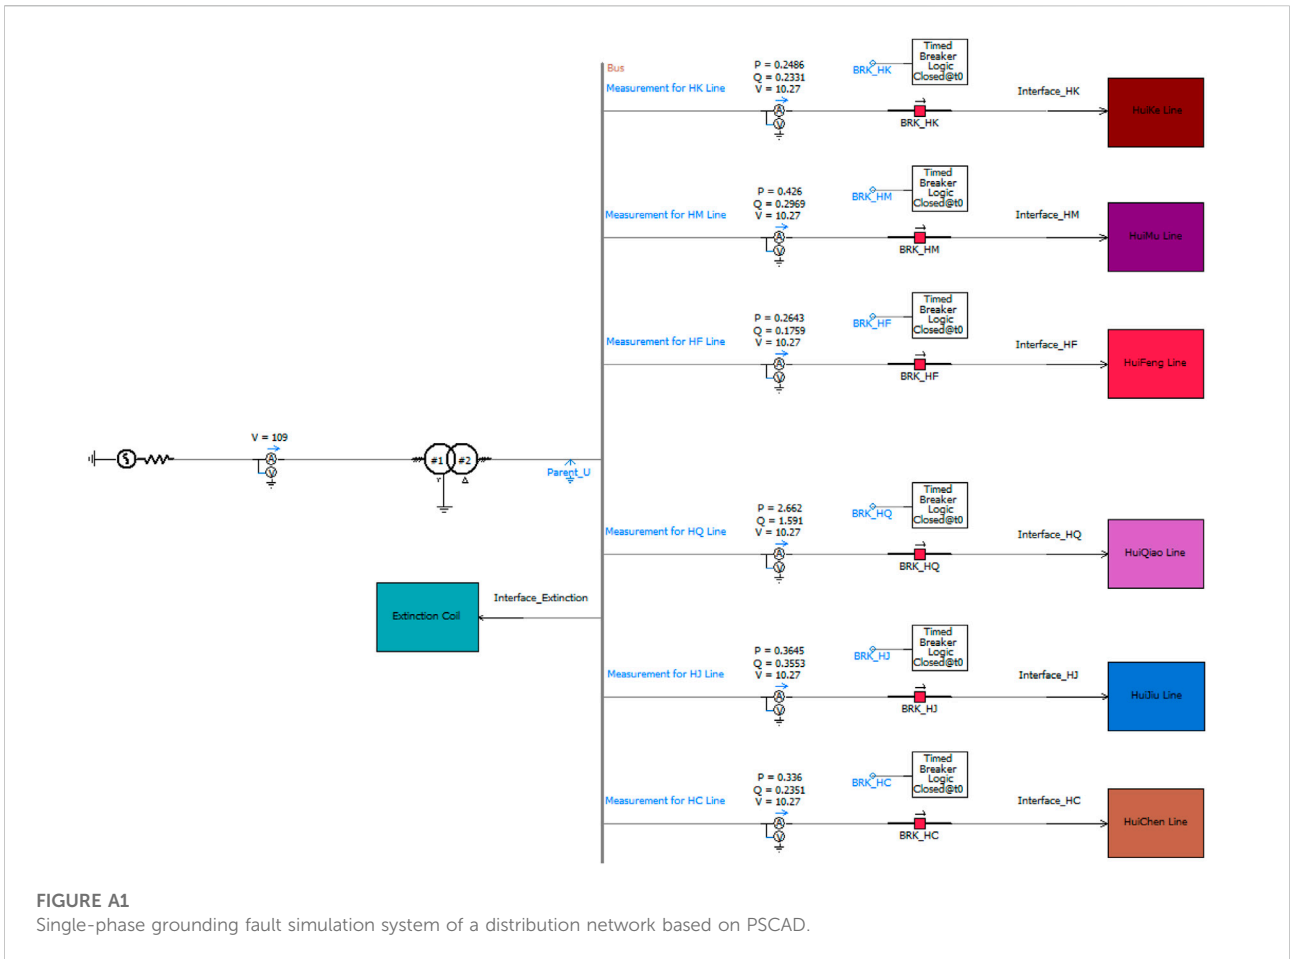 Bus
Measurement for HK Line
P = 0.2486
Q = 0.2331
V = 10.27
A
V
BRK_HK
Timed
Breaker
Logic
Closed@t0
BRK_HK
Interface_HK
HuiKe Line
Measurement for HM Line
P = 0.426
Q = 0.2969
V = 10.27
A
V
BRK_HM
Timed
Breaker
Logic
Closed@t0
BRK_HM
Interface_HM
HuiMu Line
Measurement for HF Line
P = 0.2643
Q = 0.1759
V = 10.27
A
V
BRK_HF
Timed
Breaker
Logic
Closed@t0
BRK_HF
Interface_HF
HuiFeng Line
V = 109
A
V
#1
#2
Parent_U
Measurement for HQ Line
P = 2.662
Q = 1.591
V = 10.27
A
V
BRK_HQ
Timed
Breaker
Logic
Closed@t0
BRK_HQ
Interface_HQ
HuiQiao Line
Extinction Coil
Interface_Extinction
Measurement for HJ Line
P = 0.3645
Q = 0.3553
V = 10.27
A
V
BRK_HJ
Timed
Breaker
Logic
Closed@t0
BRK_HJ
Interface_HJ
HuiJiu Line
Measurement for HC Line
P = 0.336
Q = 0.2351
V = 10.27
A
V
BRK_HC
Timed
Breaker
Logic
Closed@t0
BRK_HC
Interface_HC
HuiChen Line
FIGURE A1
Single-phase grounding fault simulation system of a distribution network based on PSCAD.